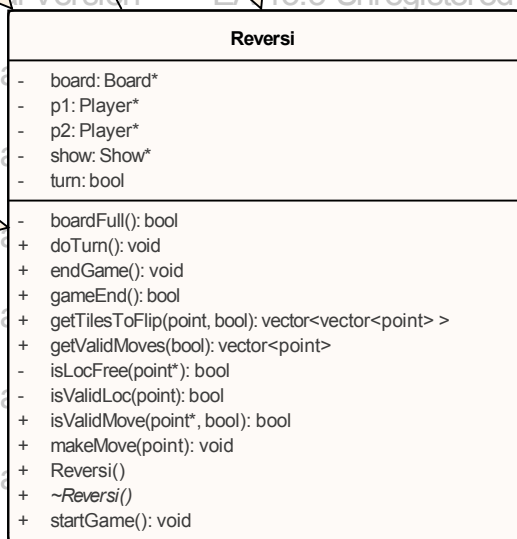 Reversi
- board: Board*
- p1: Player*
- p2: Player*
- show: Show*
- turn: bool
- boardFull(): bool
+ doTurn(): void
+ endGame(): void
+ gameEnd(): bool
+ getTilesToFlip(point, bool): vector<vector<point> >
+ getValidMoves(bool): vector<point>
- isLocFree(point*): bool
- isValidLoc(point): bool
+ isValidMove(point*, bool): bool
+ makeMove(point): void
+ Reversi()
+ ~Reversi()
+ startGame(): void